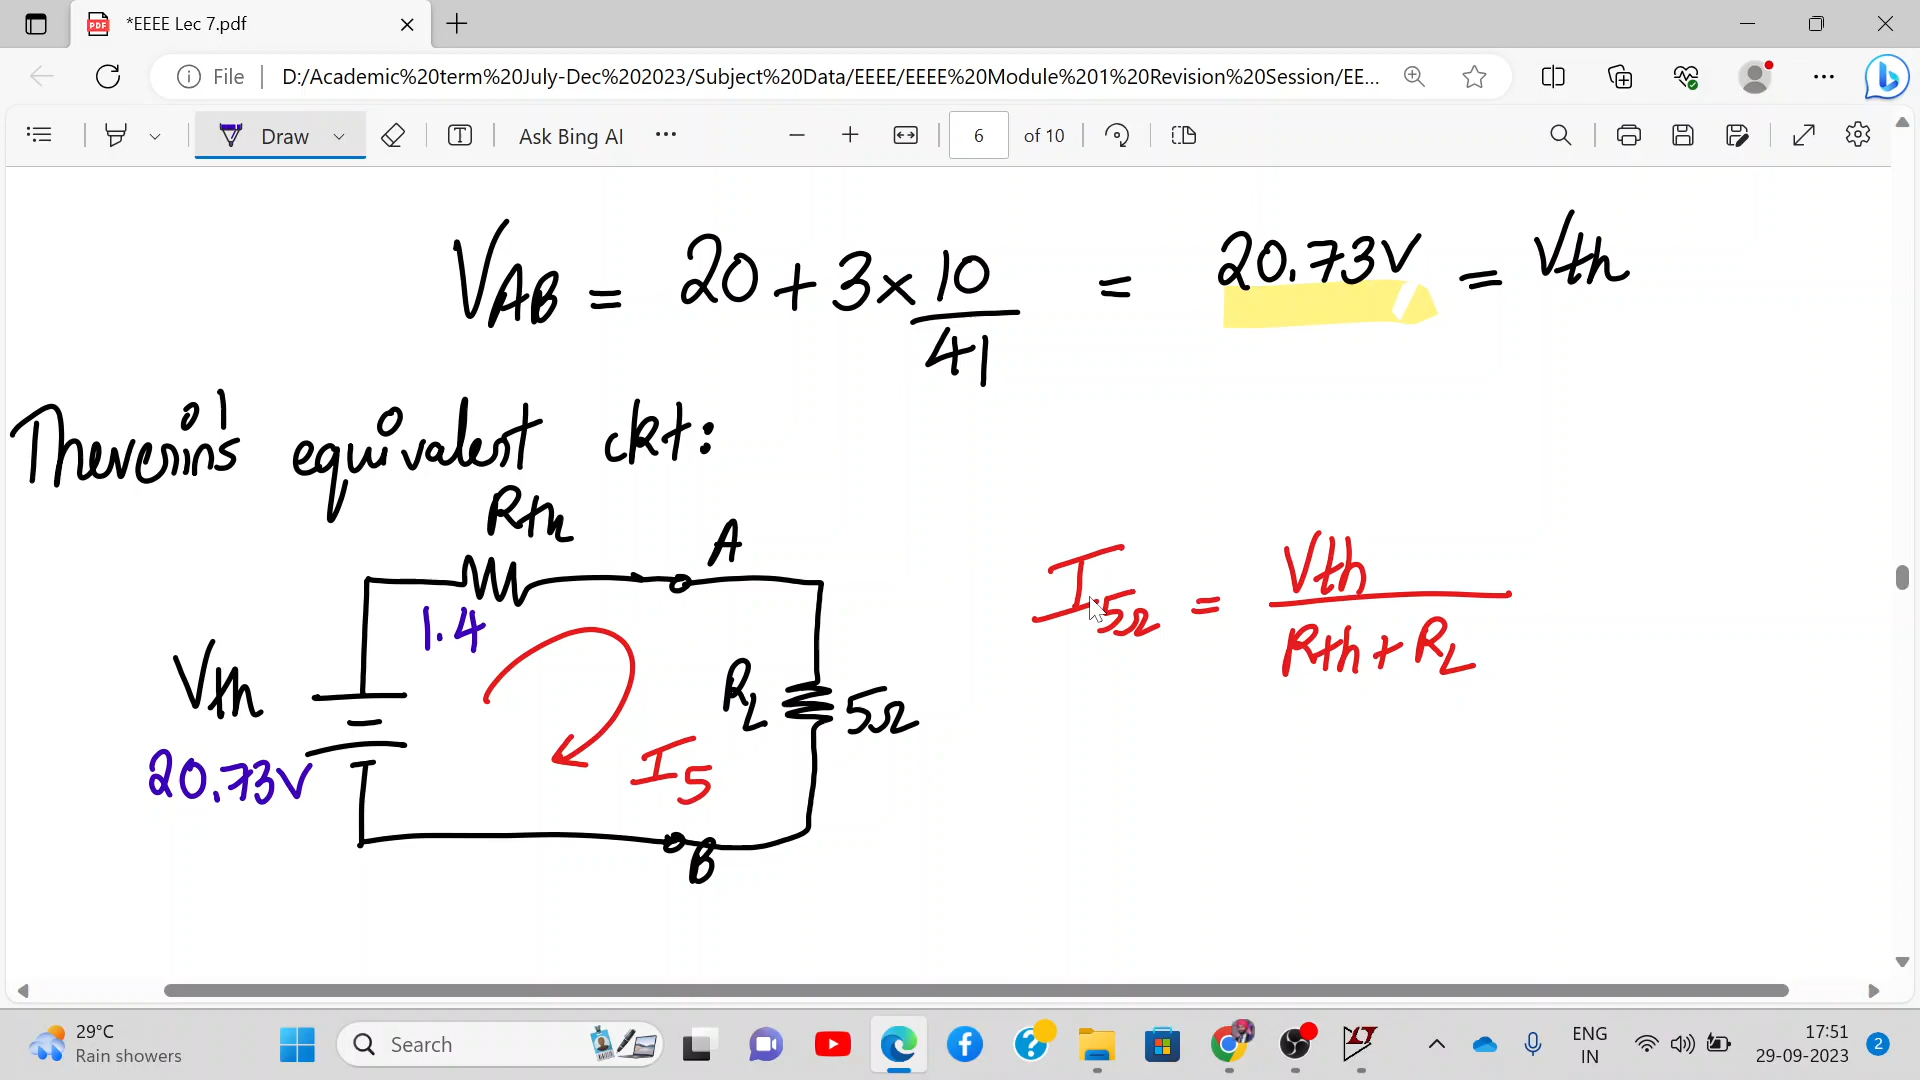 *EEEE Lec 7.pdf
File D:/Academic%20term%20July-Dec%202023/Subject%20Data/EEEE/EEEE%20Module%201%20Revision%20Session/EE...
Draw Ask Bing AI 6 of 10
VAB = 20 + 3 × 10/41 = 20.73V = Vth
Thevenin's equivalent ckt:
Rth
A
1.4
I5Ω = Vth/(Rth + RL)
Vth
RL 5Ω
20.73V
I5
B
29°C
Rain showers
Search
ENG
IN
17:51
29-09-2023
2